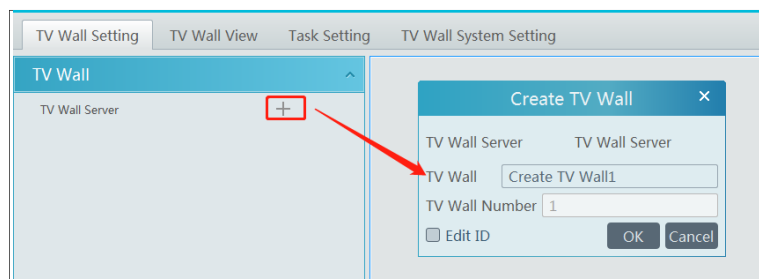 TV Wall Setting TV Wall View Task Setting TV Wall System Setting
TV Wall
TV Wall Server
Create TV Wall
TV Wall Server TV Wall Server
TV Wall Create TV Wall1
TV Wall Number 1
Edit ID OK Cancel